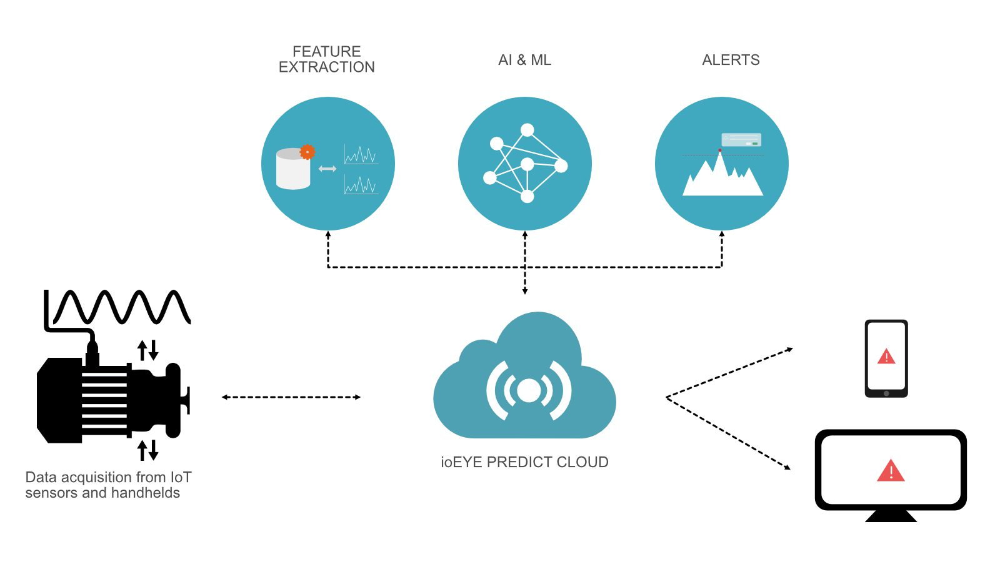 FEATURE
EXTRACTION
AI & ML
ALERTS
ioEYE PREDICT CLOUD
Data acquisition from IoT
sensors and handhelds